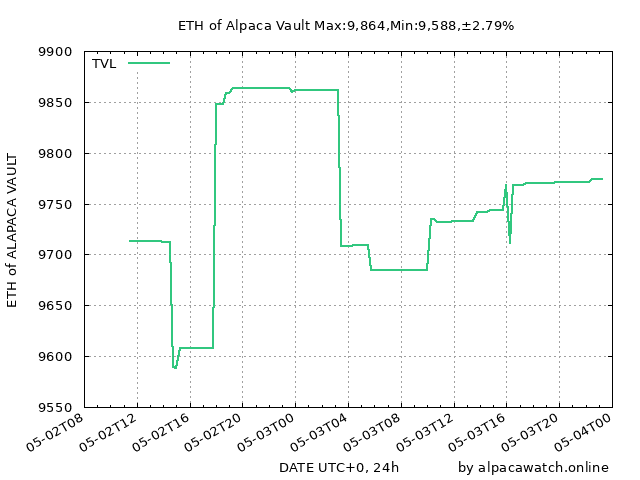 ETH of Alpaca Vault Max:9,864,Min:9,588,±2.79%
TVL
9900
9850
9800
9750
9700
9650
9600
9550
ETH of ALAPACA VAULT
05-02T08
05-02T12
05-02T16
05-02T20
05-03T00
05-03T04
05-03T08
05-03T12
05-03T16
05-03T20
05-04T00
DATE UTC+0, 24h
by alpacawatch.online